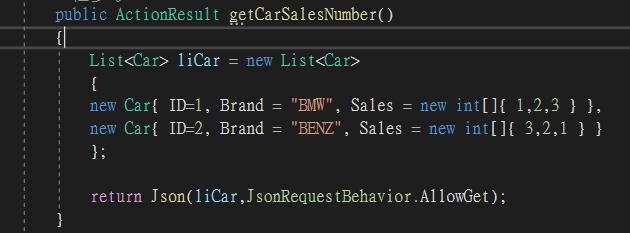 public ActionResult getCarSalesNumber()
{
List<Car> liCar = new List<Car>
{
new Car{ ID=1, Brand = "BMW", Sales = new int[]{ 1,2,3 } },
new Car{ ID=2, Brand = "BENZ", Sales = new int[]{ 3,2,1 } }
};
return Json(liCar,JsonRequestBehavior.AllowGet);
}